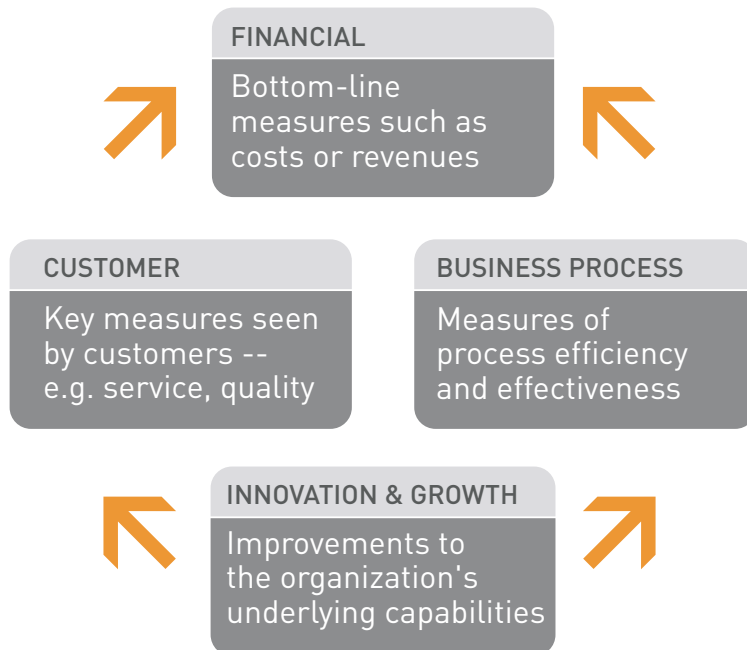 FINANCIAL
Bottom-line
measures such as
costs or revenues
CUSTOMER
Key measures seen
by customers --
e.g. service, quality
BUSINESS PROCESS
Measures of
process efficiency
and effectiveness
INNOVATION & GROWTH
Improvements to
the organization's
underlying capabilities